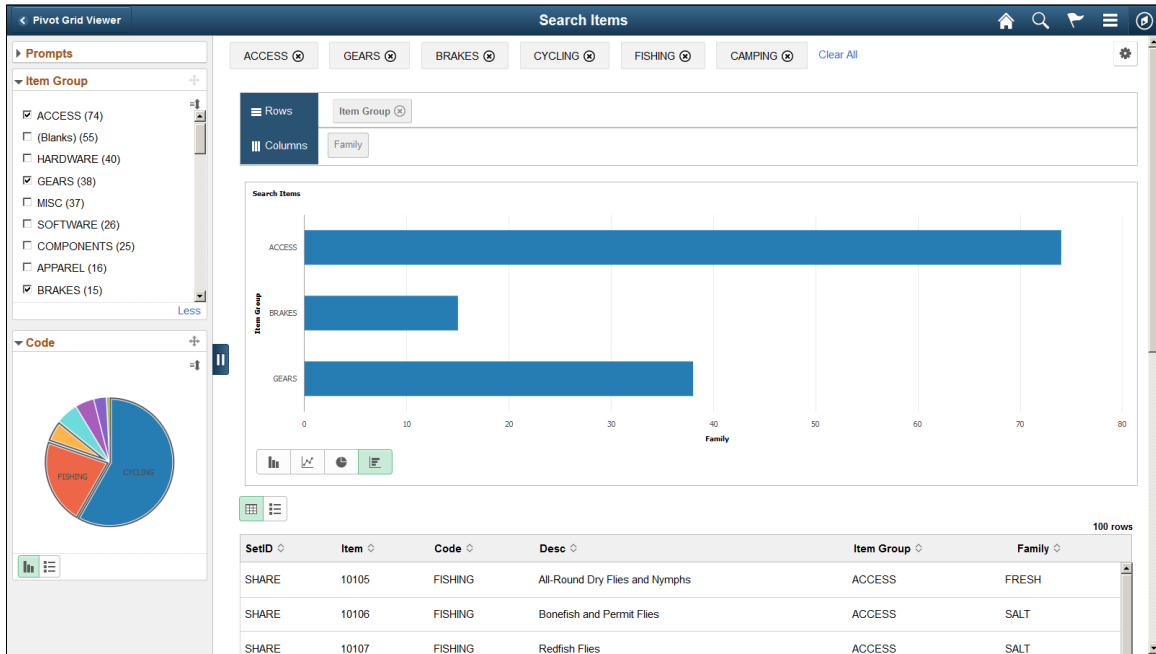 Pivot Grid Viewer
Search Items
Prompts
Item Group
ACCESS (74)
(Blanks) (55)
HARDWARE (40)
GEARS (38)
MISC (37)
SOFTWARE (26)
COMPONENTS (25)
APPAREL (16)
BRAKES (15)
Less
Code
FISHING
CYCLING
ACCESS
GEARS
BRAKES
CYCLING
FISHING
CAMPING
Clear All
Rows
Item Group
Columns
Family
Search Items
Item Group
ACCESS
BRAKES
GEARS
0 10 20 30 40 50 60 70 80
Family
100 rows
SetID Item Code Desc Item Group Family
SHARE 10105 FISHING All-Round Dry Flies and Nymphs ACCESS FRESH
SHARE 10106 FISHING Bonefish and Permit Flies ACCESS SALT
SHARE 10107 FISHING Redfish Flies ACCESS SALT